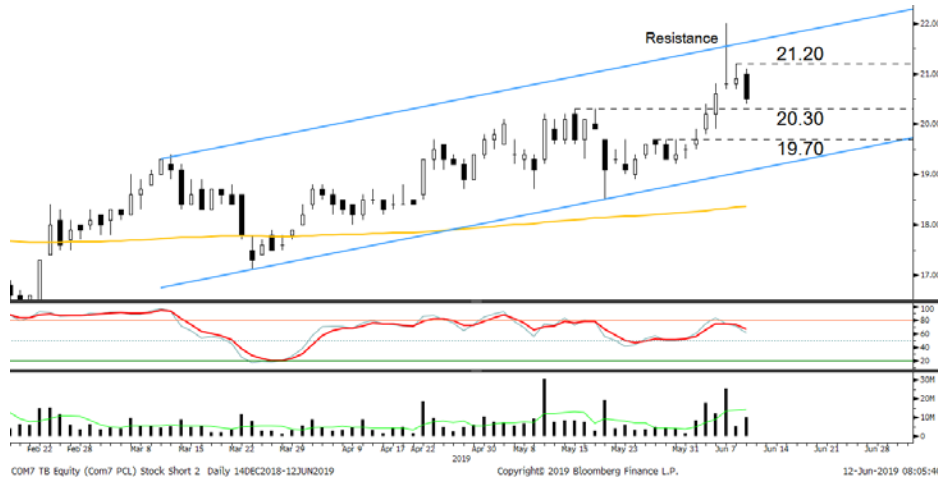 Resistance
22.00
21.20
21.00
20.30
20.00
19.70
19.00
18.00
17.00
100
80
60
40
20
0
30M
20M
10M
0
Feb 22 Feb 28 Mar 8 Mar 15 Mar 22 Mar 29 Apr 9 Apr 17 Apr 22 May 8 May 15 May 22 May 31 Jun 7 Jun 14 Jun 21 Jun 28
2019
COM7 TB Equity (Com7 PCL) Stock Short 2 Daily 14DEC2018-12JUN2019 Copyright© 2019 Bloomberg Finance L.P. 12-Jun-2019 08:05:40